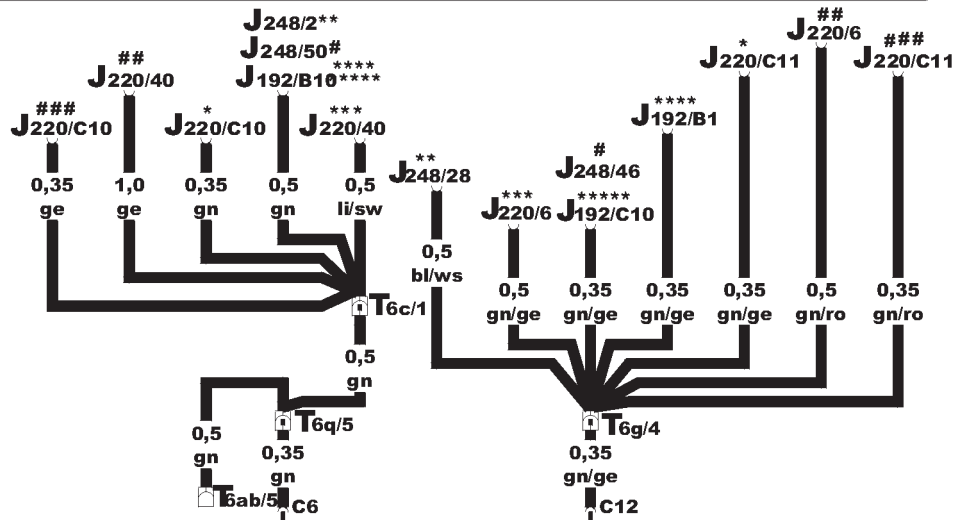 J248/2**
J248/50#
****
J192/B10*****
##
J220/40
###
J220/C10
*
J220/C10
***
J220/40
0,35
ge
1,0
ge
0,35
gn
0,5
gn
0,5
li/sw
T6c/1
0,5
gn
T6q/5
0,5
gn
0,35
gn
T6ab/5
C6
**
J248/28
***
J220/6
#
J248/46
*****
J192/C10
****
J192/B1
*
J220/C11
##
J220/6
###
J220/C11
0,5
bl/ws
0,5
gn/ge
0,35
gn/ge
0,35
gn/ge
0,35
gn/ge
0,5
gn/ro
0,35
gn/ro
T6g/4
0,35
gn/ge
C12